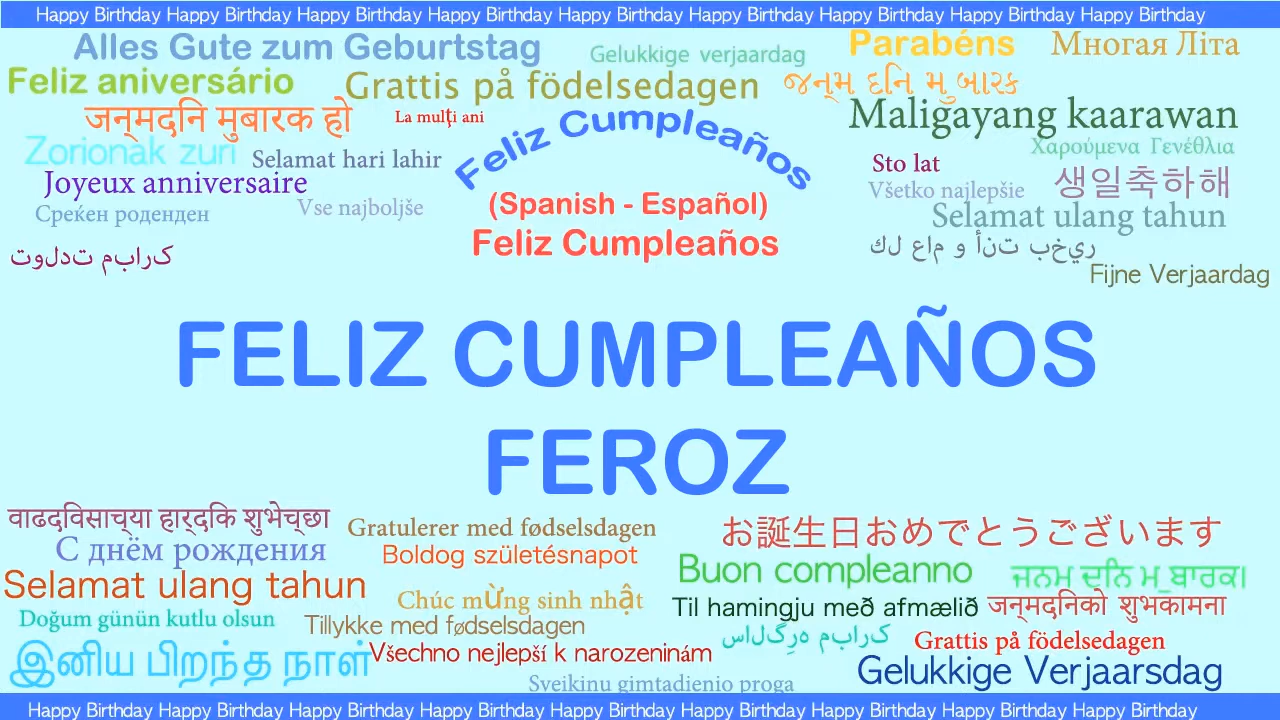 Happy Birthday Happy Birthday Happy Birthday Happy Birthday Happy Birthday Happy Birthday Happy Birthday Happy Birthday Happy Birthday
Alles Gute zum Geburtstag
Gelukkige verjaardag
Parabéns
Многая Літа
Feliz aniversário
Grattis på födelsedagen
જન્મ દિન મુબારક
जन्मदिन मुबारक हो
La mulţi ani
Feliz Cumpleaños
Maligayang kaarawan
Zorionak zuri
Selamat hari lahir
Χαρούμενα Γενέθλια
Sto lat
Joyeux anniversaire
Všetko najlepšie
생일축하해
Среќен роденден
Vse najboljše
(Spanish - Español)
Selamat ulang tahun
Feliz Cumpleaños
تولدت مبارک
كل عام و أنت بخير
Fijne Verjaardag
FELIZ CUMPLEAÑOS
FEROZ
वाढदिवसाच्या हार्दिक शुभेच्छा
Gratulerer med fødselsdagen
お誕生日おめでとうございます
С днём рождения
Boldog születésnapot
Buon compleanno
ਜਨਮ ਦਿਨ ਮੁਬਾਰਕ।
Selamat ulang tahun
Chúc mừng sinh nhật
Til hamingju með afmælið
जन्मदिनको शुभकामना
Doğum günün kutlu olsun
Tillykke med fødselsdagen
سالگرہ مبارک
Grattis på födelsedagen
இனிய பிறந்த நாள்
Všechno nejlepší k narozeninám
Gelukkige Verjaarsdag
Sveikinu gimtadienio proga
Happy Birthday Happy Birthday Happy Birthday Happy Birthday Happy Birthday Happy Birthday Happy Birthday Happy Birthday Happy Birthday